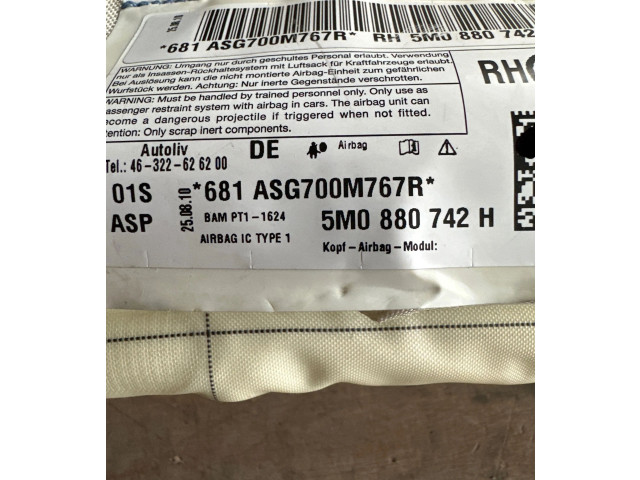 25.08.10
*681 ASG700M767R* RH 5M0 880 742
WARNUNG: Umgang nur durch geschultes Personal erlaubt. Verwendung
nur als Insassen-Rückhaltesystem mit Luftsack für Kraftfahrzeuge erlaubt.
Bei Auslösung kann die nicht montierte Airbag-Einheit zum gefährlichen
Wurfstück werden. Achtung: Nur inerte Gegenstände verschrotten.
RH
WARNING: Must be handled by trained personnel only. Only use as
passenger restraint system with airbag in cars. The airbag unit can
become a dangerous projectile if triggered when not fitted.
Attention: Only scrap inert components.
Autoliv DE Airbag
Tel.: 46-322-62 62 00
01S 25.08.10 *681 ASG700M767R*
ASP BAM PT1-1624 5M0 880 742 H
AIRBAG IC TYPE 1 Kopf-Airbag-Modul: